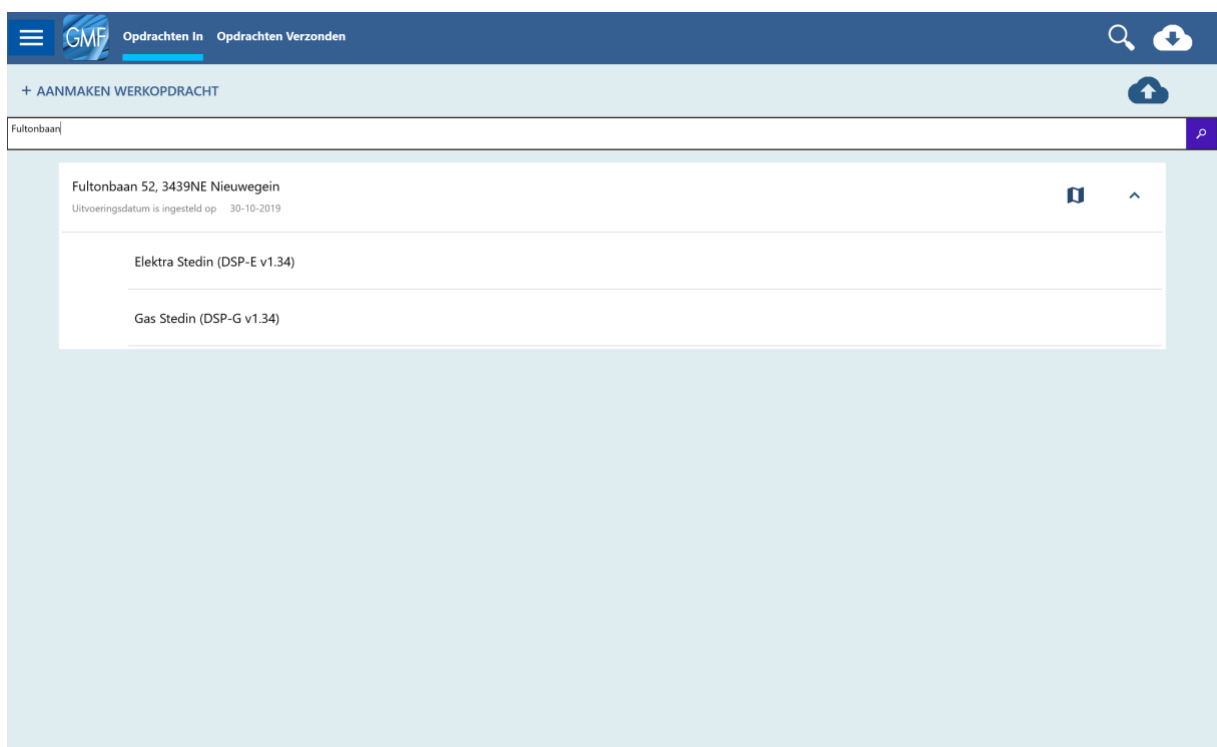 GMF Opdrachten In Opdrachten Verzonden
+ AANMAKEN WERKOPDRACHT
Fultonbaan
Fultonbaan 52, 3439NE Nieuwegein
Uitvoeringsdatum is ingesteld op 30-10-2019
Elektra Stedin (DSP-E v1.34)
Gas Stedin (DSP-G v1.34)